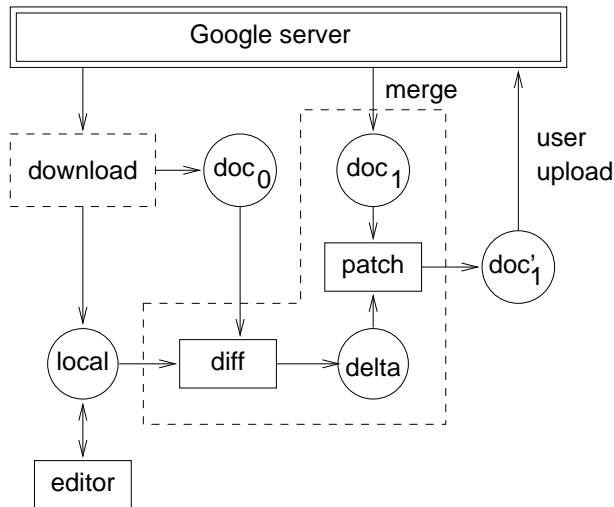 Google server
merge
user
upload
download
doc0
doc1
patch
doc'1
local
diff
delta
editor